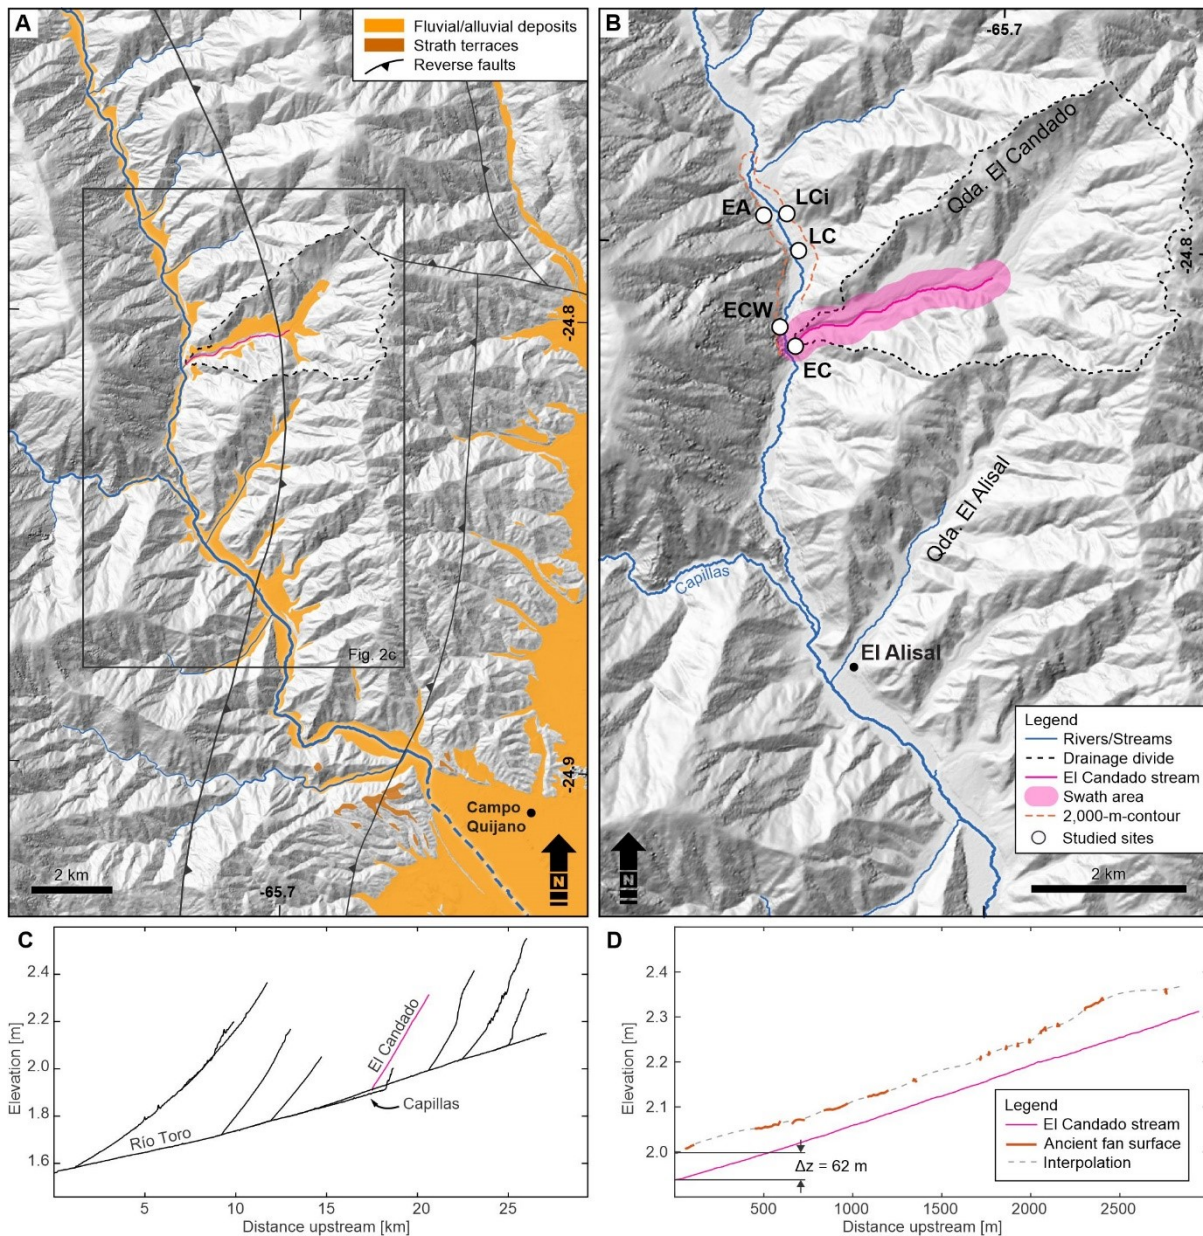 A
Fluvial/alluvial deposits
Strath terraces
Reverse faults
-24.8
Fig. 2c
-24.9
Campo
Quijano
N
2 km
-65.7
B
-65.7
Qda. El Candado
LCi
EA
LC
-24.8
ECW
EC
Qda. El Alisal
Capillas
El Alisal
Legend
Rivers/Streams
Drainage divide
El Candado stream
Swath area
2,000-m-contour
Studied sites
N
2 km
C
2.4
2.2
2.0
1.8
1.6
Elevation [m]
El Candado
Capillas
Río Toro
5
10
15
20
25
Distance upstream [km]
D
2.4
2.3
2.2
2.1
2.0
Elevation [m]
Δz = 62 m
Legend
El Candado stream
Ancient fan surface
Interpolation
500
1000
1500
2000
2500
Distance upstream [m]